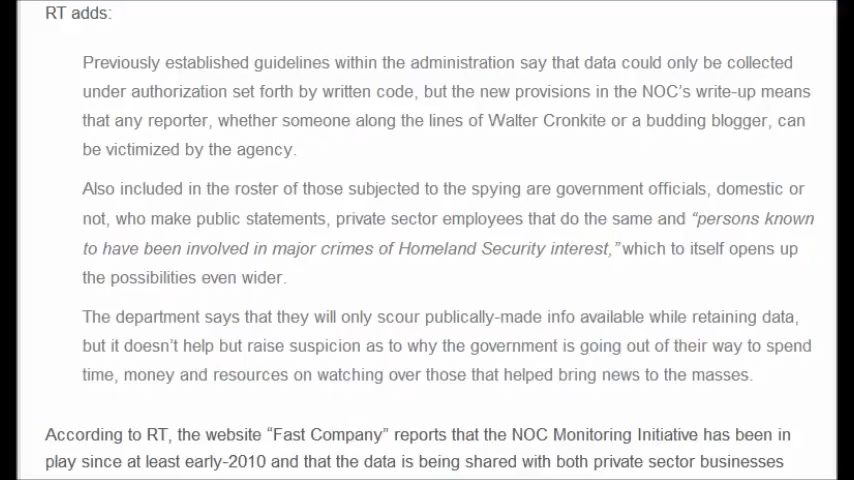 RT adds:
Previously established guidelines within the administration say that data could only be collected
under authorization set forth by written code, but the new provisions in the NOC's write-up means
that any reporter, whether someone along the lines of Walter Cronkite or a budding blogger, can
be victimized by the agency.
Also included in the roster of those subjected to the spying are government officials, domestic or
not, who make public statements, private sector employees that do the same and “persons known
to have been involved in major crimes of Homeland Security interest,” which to itself opens up
the possibilities even wider.
The department says that they will only scour publically-made info available while retaining data,
but it doesn't help but raise suspicion as to why the government is going out of their way to spend
time, money and resources on watching over those that helped bring news to the masses.
According to RT, the website “Fast Company” reports that the NOC Monitoring Initiative has been in
play since at least early-2010 and that the data is being shared with both private sector businesses